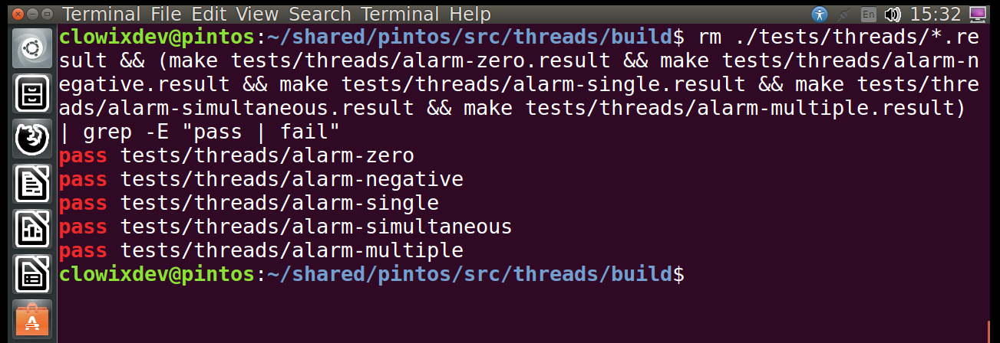 Terminal File Edit View Search Terminal Help En 15:32
clowixdev@pintos:~/shared/pintos/src/threads/build$ rm ./tests/threads/*.re
sult && (make tests/threads/alarm-zero.result && make tests/threads/alarm-n
egative.result && make tests/threads/alarm-single.result && make tests/thre
ads/alarm-simultaneous.result && make tests/threads/alarm-multiple.result)
| grep -E "pass | fail"
pass tests/threads/alarm-zero
pass tests/threads/alarm-negative
pass tests/threads/alarm-single
pass tests/threads/alarm-simultaneous
pass tests/threads/alarm-multiple
clowixdev@pintos:~/shared/pintos/src/threads/build$